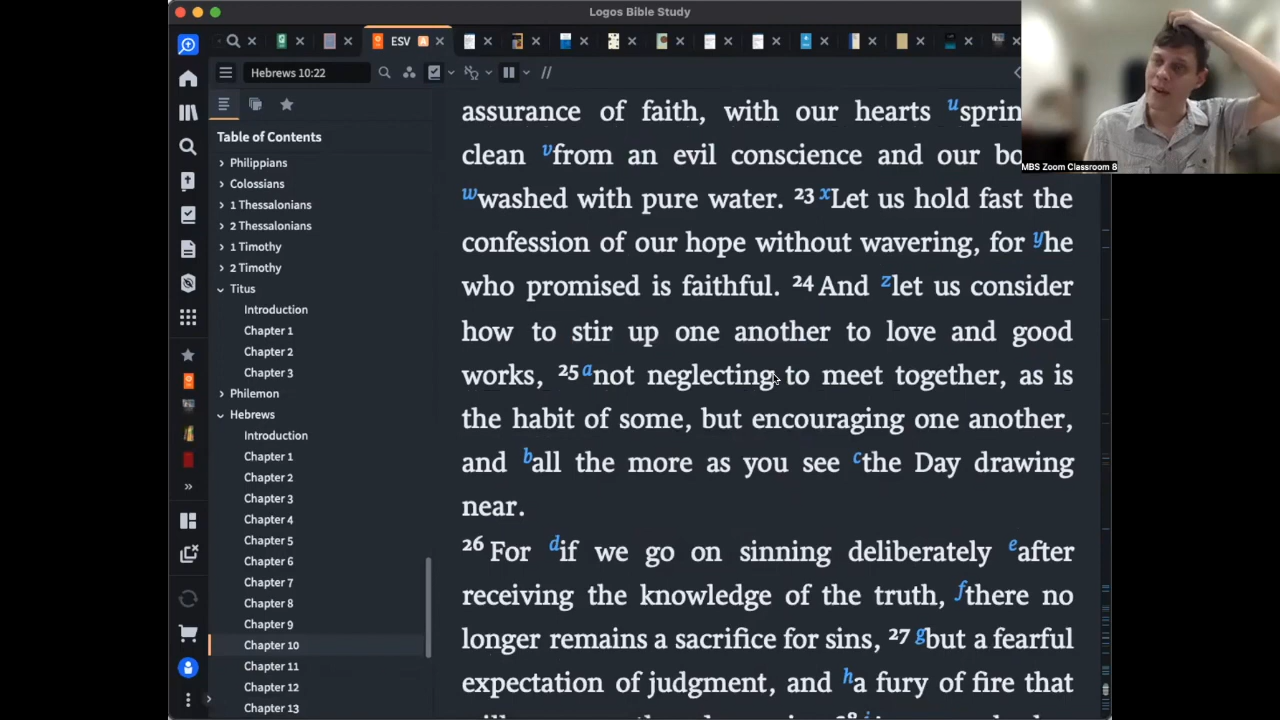 Logos Bible Study
ESV A
Hebrews 10:22
Table of Contents
Philippians
Colossians
1 Thessalonians
2 Thessalonians
1 Timothy
2 Timothy
Titus
Introduction
Chapter 1
Chapter 2
Chapter 3
Philemon
Hebrews
Introduction
Chapter 1
Chapter 2
Chapter 3
Chapter 4
Chapter 5
Chapter 6
Chapter 7
Chapter 8
Chapter 9
Chapter 10
Chapter 11
Chapter 12
Chapter 13
assurance of faith, with our hearts u
clean v from an evil conscience and our
w washed with pure water. 23 x Let us hold fast the
confession of our hope without wavering, for y he
who promised is faithful. 24 And z let us consider
how to stir up one another to love and good
works, 25 a not neglecting to meet together, as is
the habit of some, but encouraging one another,
and b all the more as you see c the Day drawing
near.
26 For d if we go on sinning deliberately e after
receiving the knowledge of the truth, f there no
longer remains a sacrifice for sins, 27 g but a fearful
expectation of judgment, and h a fury of fire that
MBS Zoom Classroom 8